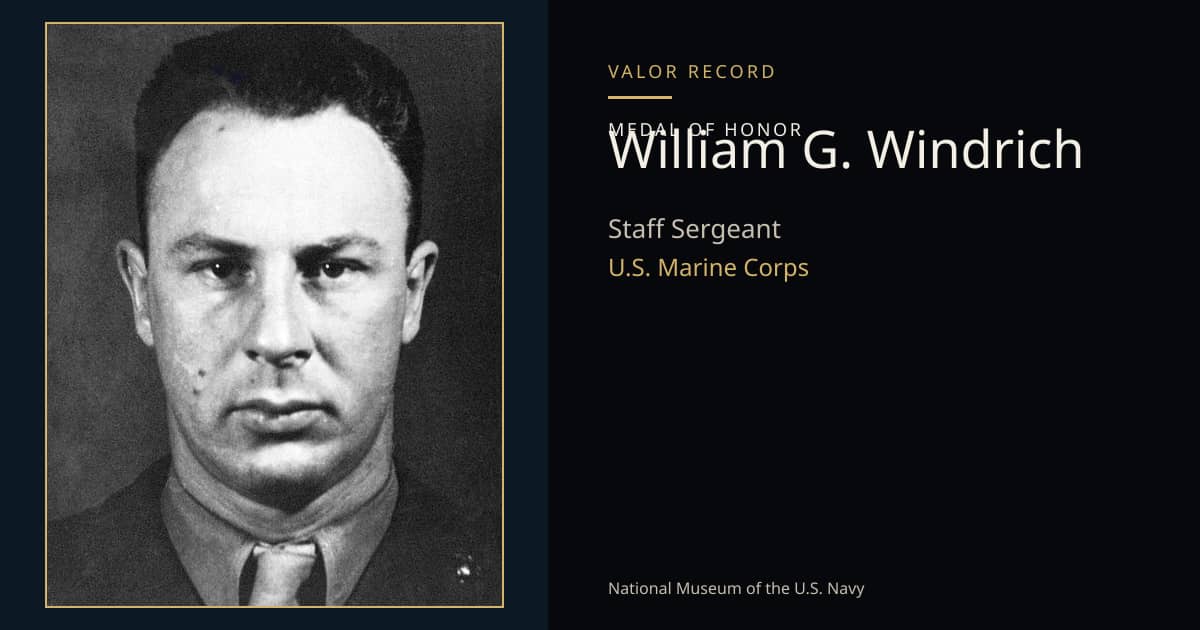 VALOR RECORD
MEDAL OF HONOR
William G. Windrich
Staff Sergeant
U.S. Marine Corps
National Museum of the U.S. Navy